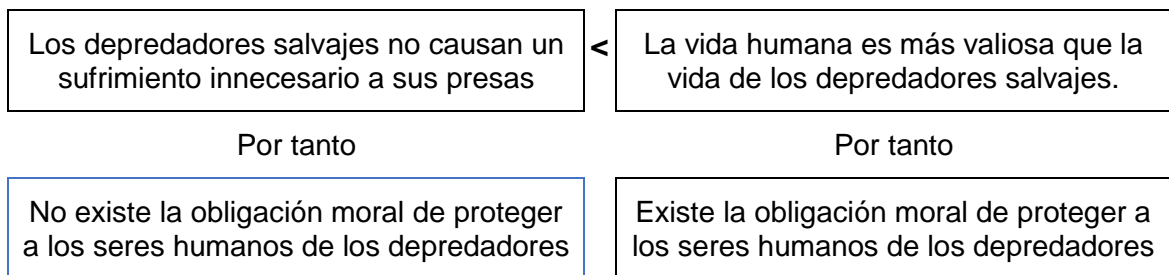 Los depredadores salvajes no causan un
sufrimiento innecesario a sus presas
<
La vida humana es más valiosa que la
vida de los depredadores salvajes.
Por tanto
Por tanto
No existe la obligación moral de proteger
a los seres humanos de los depredadores
Existe la obligación moral de proteger a
los seres humanos de los depredadores